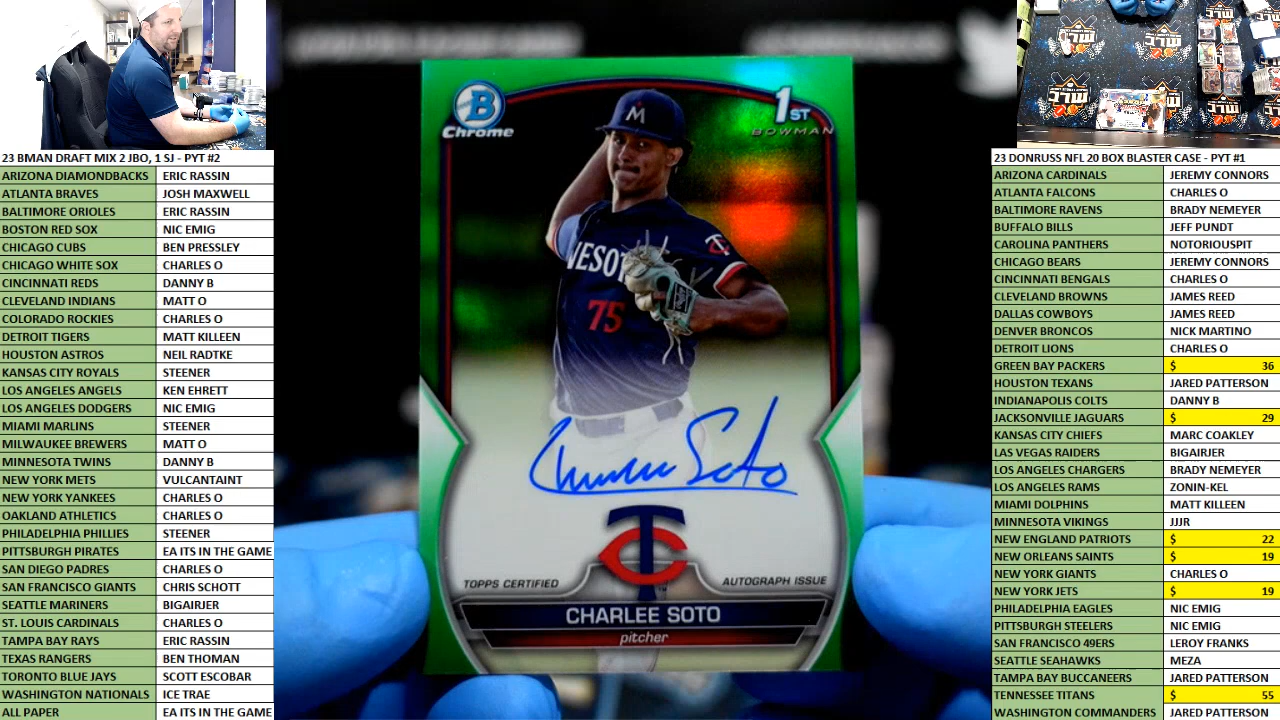 23 BMAN DRAFT MIX 2 JBO, 1 SJ - PYT #2
ARIZONA DIAMONDBACKS ERIC RASSIN
ATLANTA BRAVES JOSH MAXWELL
BALTIMORE ORIOLES ERIC RASSIN
BOSTON RED SOX NIC EMIG
CHICAGO CUBS BEN PRESSLEY
CHICAGO WHITE SOX CHARLES O
CINCINNATI REDS DANNY B
CLEVELAND INDIANS MATT O
COLORADO ROCKIES CHARLES O
DETROIT TIGERS MATT KILLEEN
HOUSTON ASTROS NEIL RADTKE
KANSAS CITY ROYALS STEENER
LOS ANGELES ANGELS KEN EHRETT
LOS ANGELES DODGERS NIC EMIG
MIAMI MARLINS STEENER
MILWAUKEE BREWERS MATT O
MINNESOTA TWINS DANNY B
NEW YORK METS VULCANTAINT
NEW YORK YANKEES CHARLES O
OAKLAND ATHLETICS CHARLES O
PHILADELPHIA PHILLIES STEENER
PITTSBURGH PIRATES EA ITS IN THE GAME
SAN DIEGO PADRES CHARLES O
SAN FRANCISCO GIANTS CHRIS SCHOTT
SEATTLE MARINERS BIGAIRJER
ST. LOUIS CARDINALS CHARLES O
TAMPA BAY RAYS ERIC RASSIN
TEXAS RANGERS BEN THOMAN
TORONTO BLUE JAYS SCOTT ESCOBAR
WASHINGTON NATIONALS ICE TRAE
ALL PAPER EA ITS IN THE GAME
B
Chrome
1ST
BOWMAN
M
TC
NESOT
75
Soto
TC
TOPPS CERTIFIED
AUTOGRAPH ISSUE
CHARLEE SOTO
pitcher
23 DONRUSS NFL 20 BOX BLASTER CASE - PYT #1
ARIZONA CARDINALS JEREMY CONNORS
ATLANTA FALCONS CHARLES O
BALTIMORE RAVENS BRADY NEMEYER
BUFFALO BILLS JEFF PUNDT
CAROLINA PANTHERS NOTORIOUSPIT
CHICAGO BEARS JEREMY CONNORS
CINCINNATI BENGALS CHARLES O
CLEVELAND BROWNS JAMES REED
DALLAS COWBOYS JAMES REED
DENVER BRONCOS NICK MARTINO
DETROIT LIONS CHARLES O
GREEN BAY PACKERS $ 36
HOUSTON TEXANS JARED PATTERSON
INDIANAPOLIS COLTS DANNY B
JACKSONVILLE JAGUARS $ 29
KANSAS CITY CHIEFS MARC COAKLEY
LAS VEGAS RAIDERS BIGAIRJER
LOS ANGELES CHARGERS BRADY NEMEYER
LOS ANGELES RAMS ZONIN-KEL
MIAMI DOLPHINS MATT KILLEEN
MINNESOTA VIKINGS JJJR
NEW ENGLAND PATRIOTS $ 22
NEW ORLEANS SAINTS $ 19
NEW YORK GIANTS CHARLES O
NEW YORK JETS $ 19
PHILADELPHIA EAGLES NIC EMIG
PITTSBURGH STEELERS NIC EMIG
SAN FRANCISCO 49ERS LEROY FRANKS
SEATTLE SEAHAWKS MEZA
TAMPA BAY BUCCANEERS JARED PATTERSON
TENNESSEE TITANS $ 55
WASHINGTON COMMANDERS JARED PATTERSON